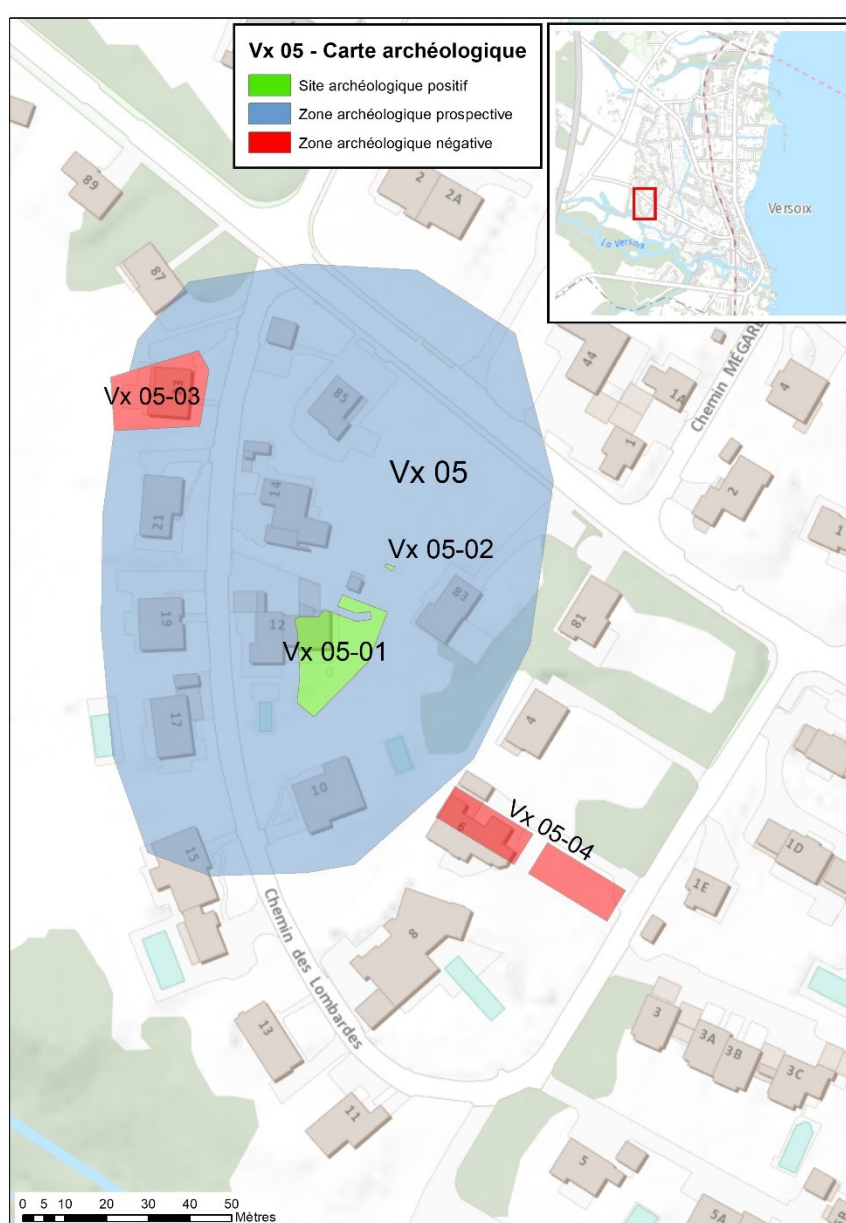 Vx 05 - Carte archéologique
Site archéologique positif
Zone archéologique prospective
Zone archéologique négative
Versoix
La Versoix
89
2
2A
87
44
1A
Chemin MÉGARD
4
1
2
1
Vx 05-03
3
85
Vx 05
21
14
Vx 05-02
83
81
19
12
Vx 05-01
17
4
10
6
Vx 05-04
15
1D
1E
8
Chemin des Lombardes
13
3
3A
3B
3C
11
5
5A
0 5 10 20 30 40 50
Mètres